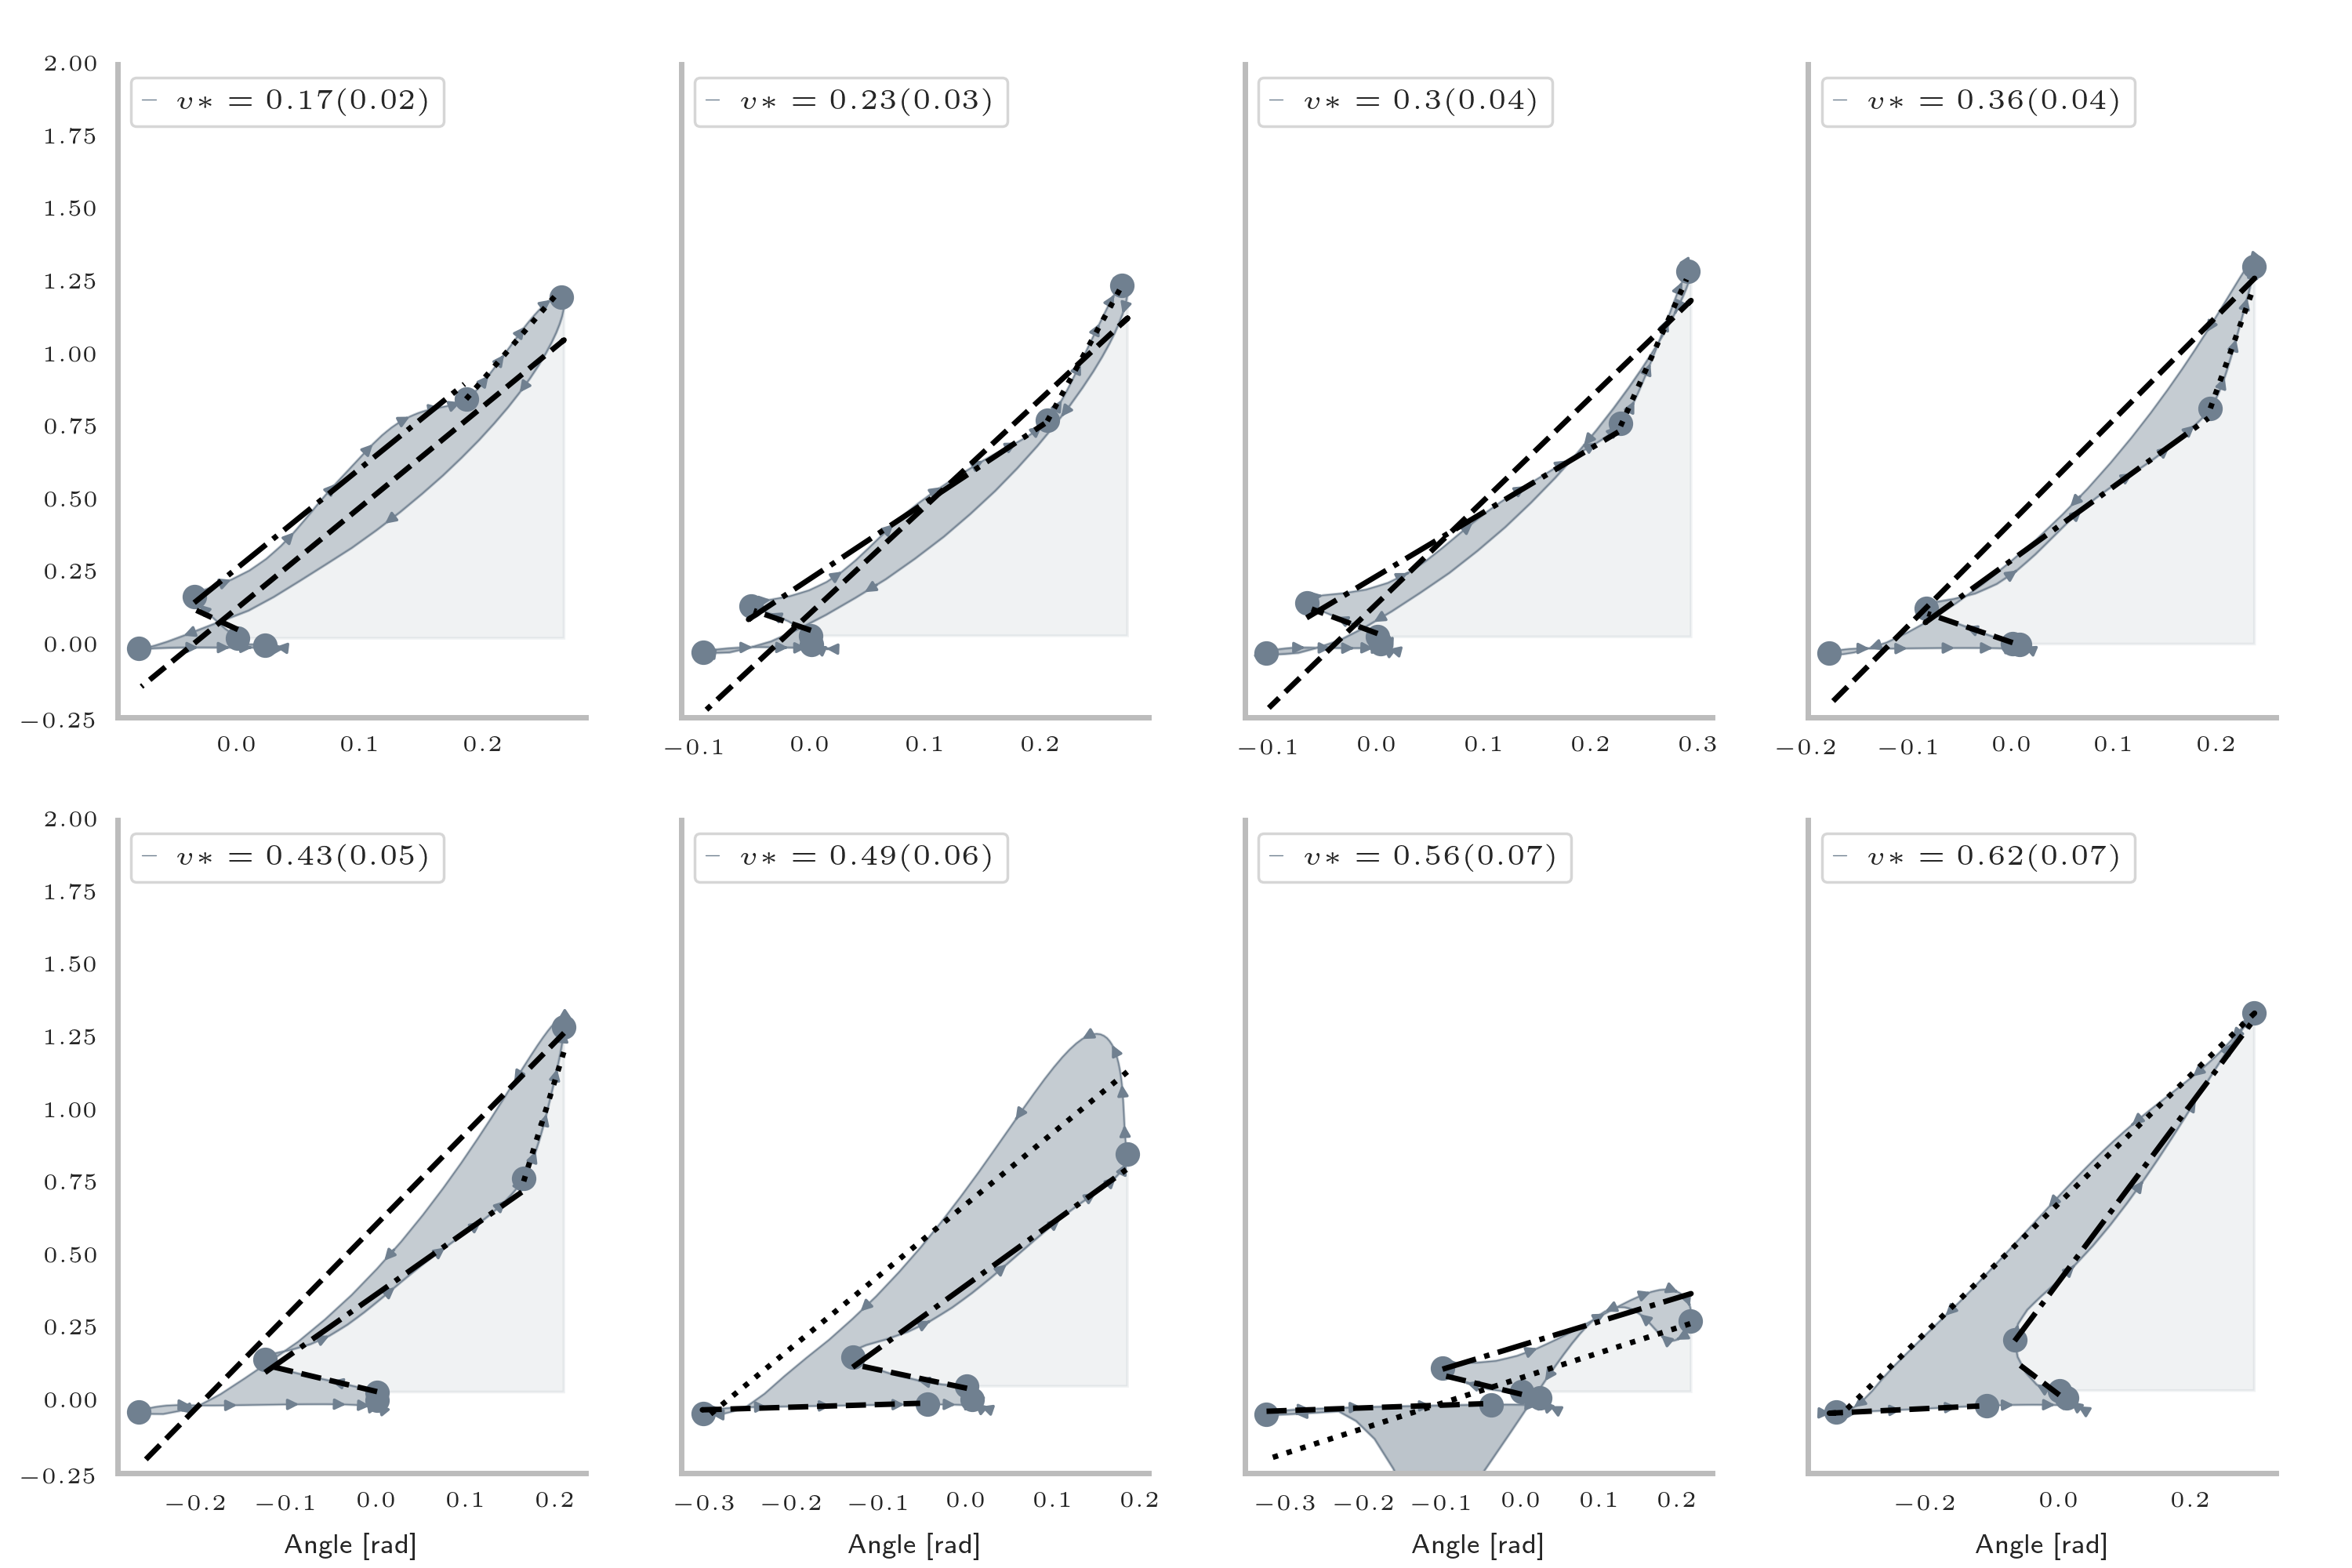 2.00
v* = 0.17(0.02)
v* = 0.23(0.03)
v* = 0.3(0.04)
v* = 0.36(0.04)
1.75
1.50
1.25
1.00
0.75
0.50
0.25
0.00
−0.25
0.0 0.1 0.2
−0.1 0.0 0.1 0.2
−0.1 0.0 0.1 0.2 0.3
−0.2 −0.1 0.0 0.1 0.2
2.00
v* = 0.43(0.05)
v* = 0.49(0.06)
v* = 0.56(0.07)
v* = 0.62(0.07)
1.75
1.50
1.25
1.00
0.75
0.50
0.25
0.00
−0.25
−0.2 −0.1 0.0 0.1 0.2
−0.3 −0.2 −0.1 0.0 0.1 0.2
−0.3 −0.2 −0.1 0.0 0.1 0.2
−0.2 0.0 0.2
Angle [rad]
Angle [rad]
Angle [rad]
Angle [rad]